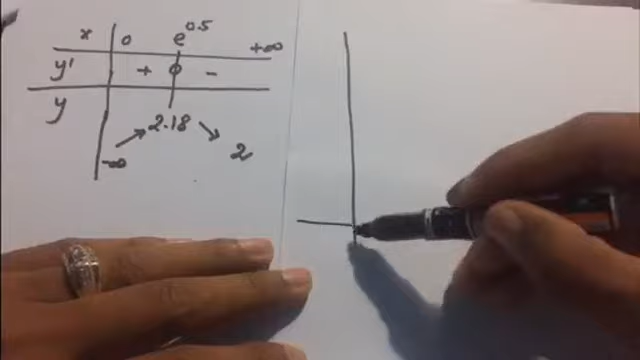 x 0 e^0.5 +∞
y' + 0 -
y 2.18
-∞ 2